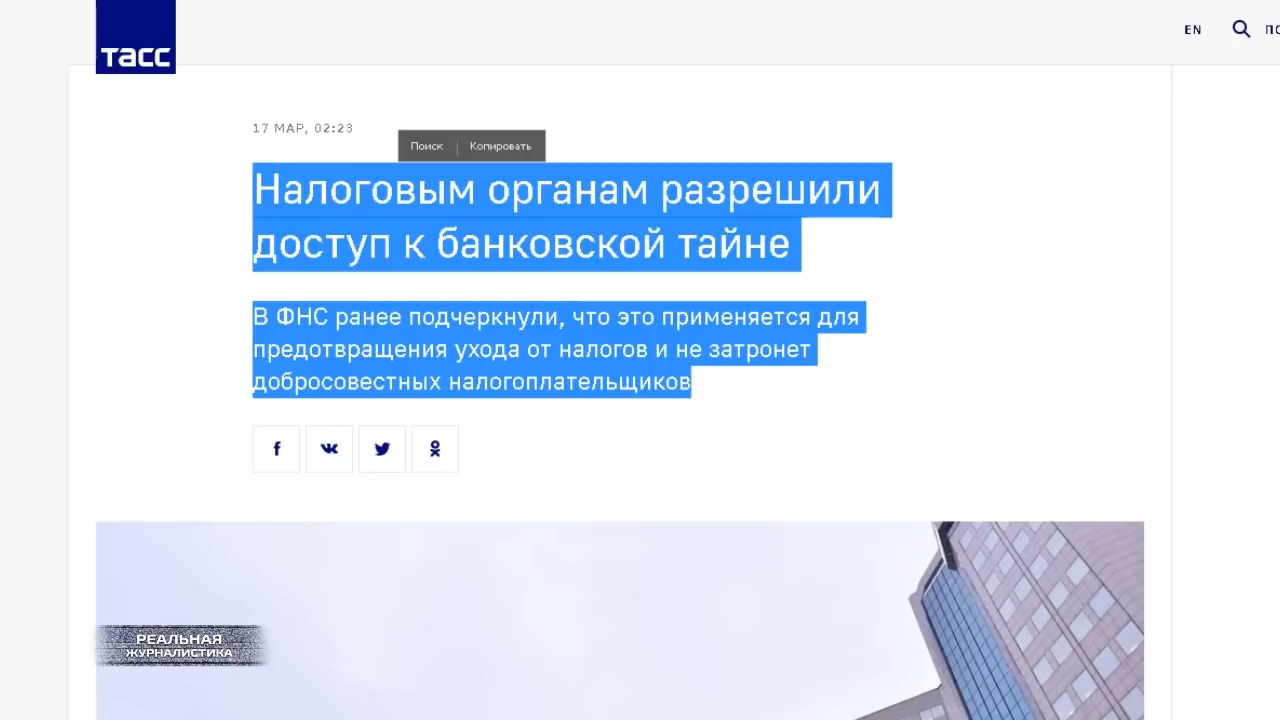 тасс
EN
ПО
17 МАР, 02:23
Поиск
Копировать
Налоговым органам разрешили
доступ к банковской тайне
В ФНС ранее подчеркнули, что это применяется для
предотвращения ухода от налогов и не затронет
добросовестных налогоплательщиков
РЕАЛЬНАЯ
ЖУРНАЛИСТИКА